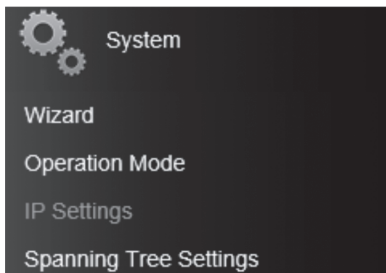 System
Wizard
Operation Mode
IP Settings
Spanning Tree Settings